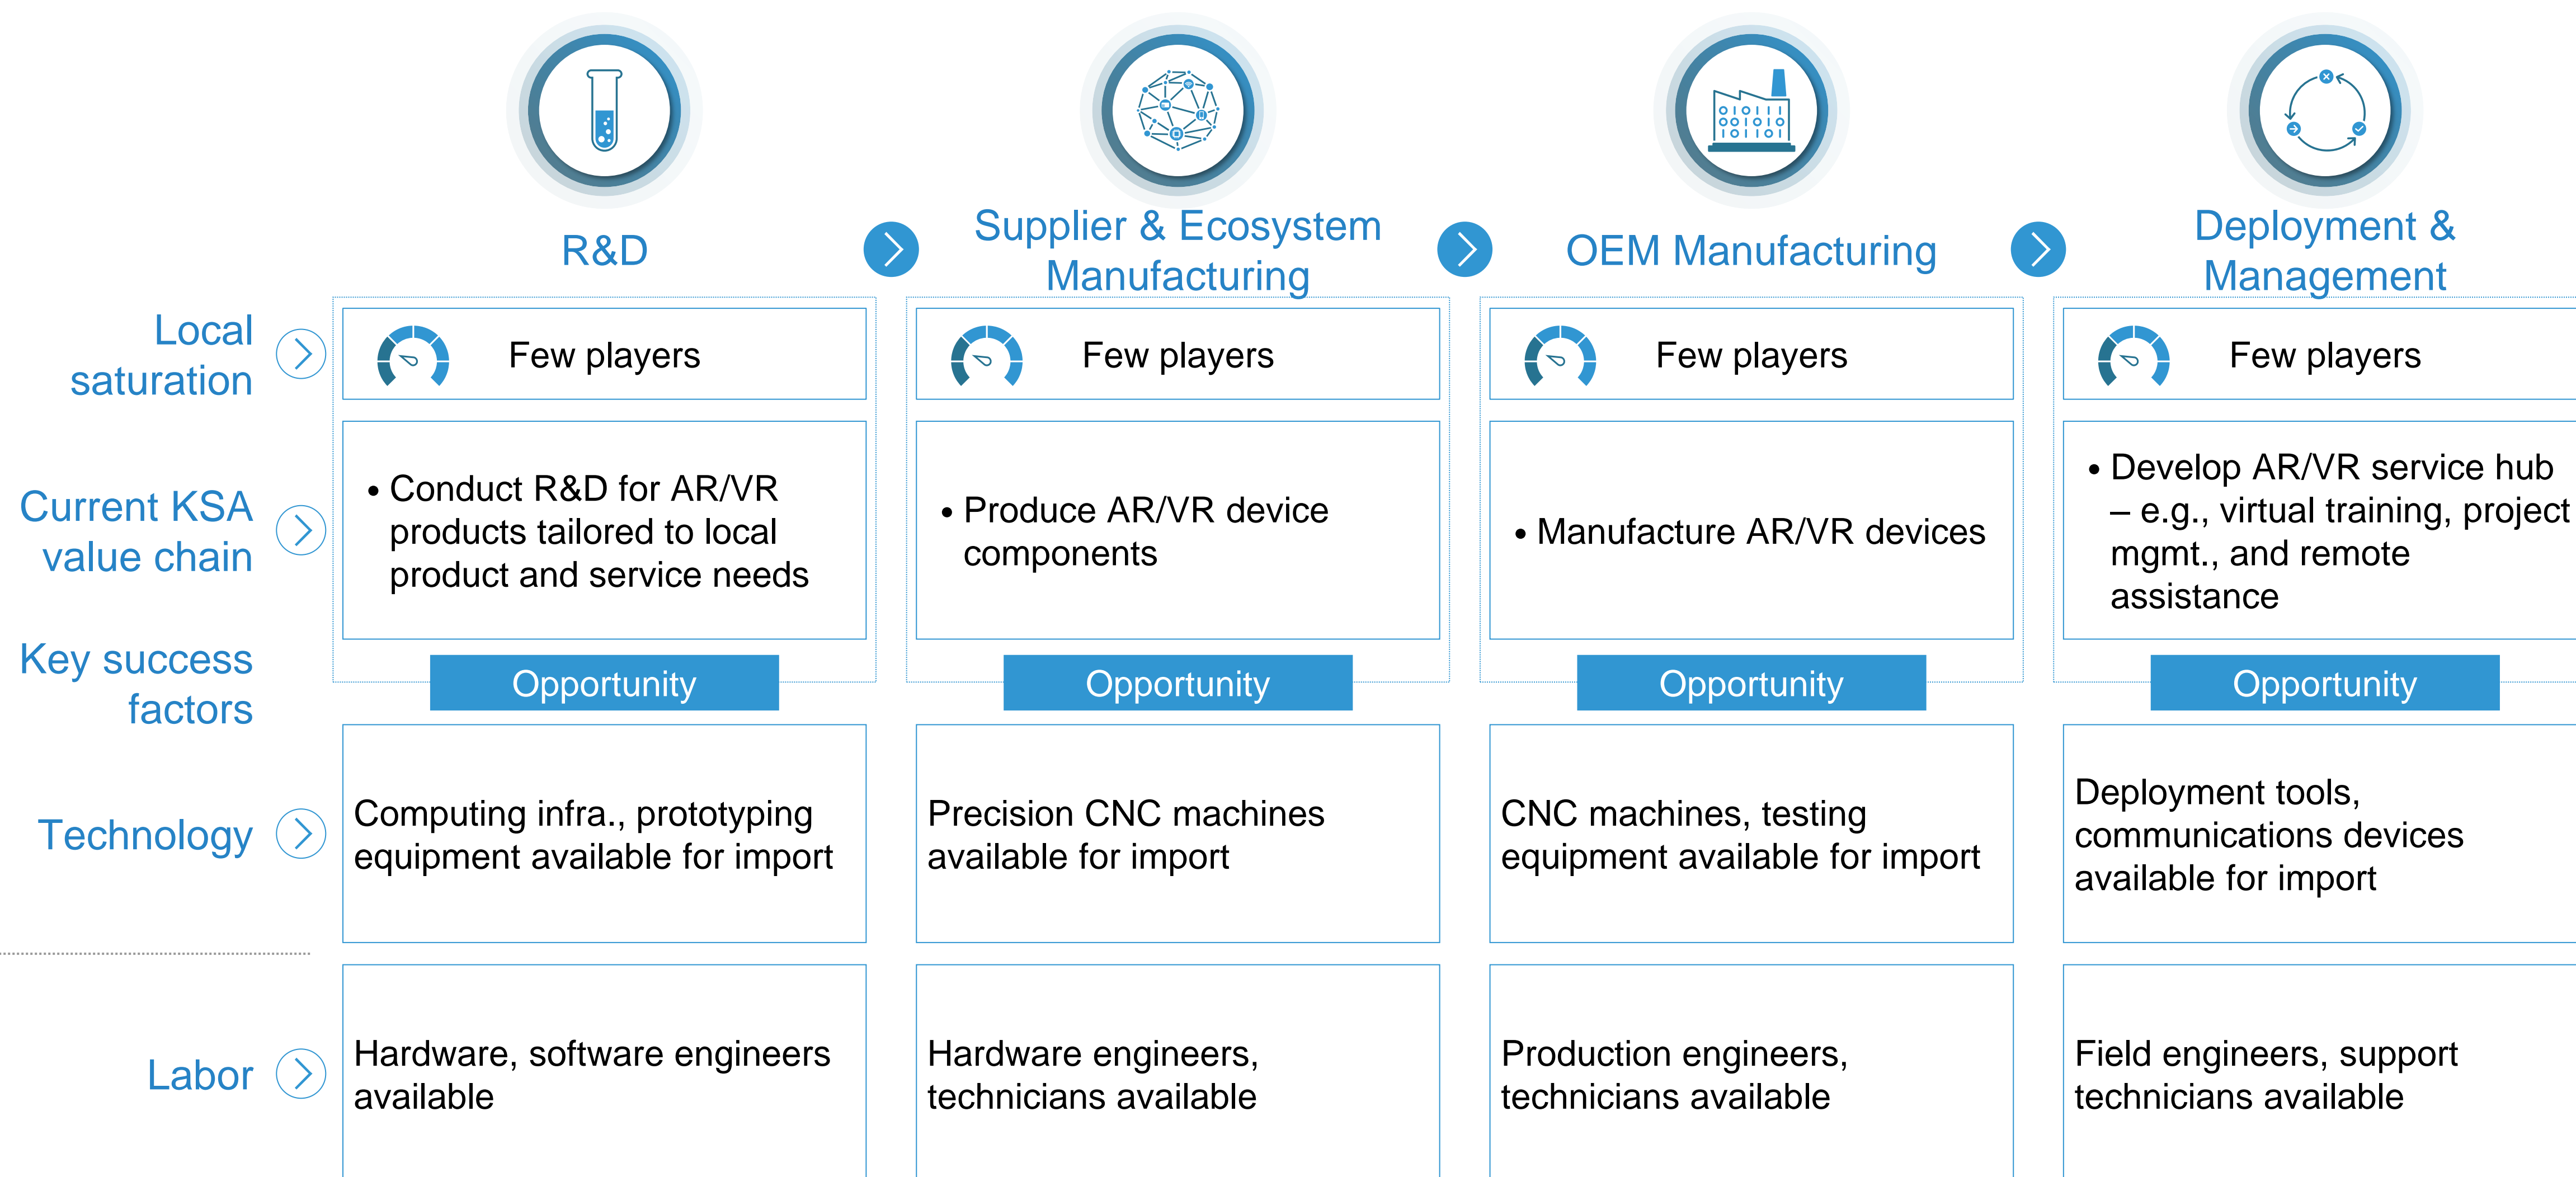 R&D
Supplier & Ecosystem
Manufacturing
OEM Manufacturing
Deployment &
Management
Local
saturation
Few players
Few players
Few players
Few players
Current KSA
value chain
• Conduct R&D for AR/VR
products tailored to local
product and service needs
• Produce AR/VR device
components
• Manufacture AR/VR devices
• Develop AR/VR service hub
– e.g., virtual training, project
mgmt., and remote
assistance
Key success
factors
Opportunity
Opportunity
Opportunity
Opportunity
Technology
Computing infra., prototyping
equipment available for import
Precision CNC machines
available for import
CNC machines, testing
equipment available for import
Deployment tools,
communications devices
available for import
Labor
Hardware, software engineers
available
Hardware engineers,
technicians available
Production engineers,
technicians available
Field engineers, support
technicians available